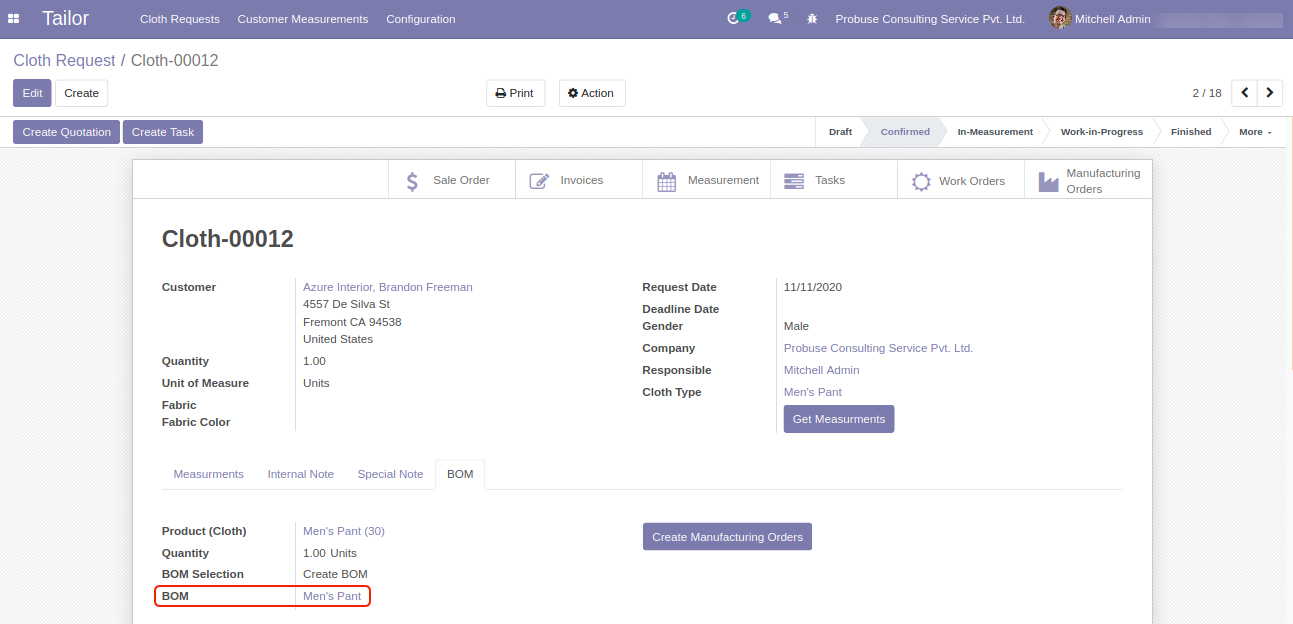 Tailor Cloth Requests Customer Measurements Configuration 6 5 Probuse Consulting Service Pvt. Ltd. Mitchell Admin
Cloth Request / Cloth-00012
Edit Create Print Action 2 / 18
Create Quotation Create Task Draft Confirmed In-Measurement Work-in-Progress Finished More
Sale Order Invoices Measurement Tasks Work Orders Manufacturing Orders
Cloth-00012
Customer Azure Interior, Brandon Freeman
4557 De Silva St
Fremont CA 94538
United States
Quantity 1.00
Unit of Measure Units
Fabric
Fabric Color
Request Date 11/11/2020
Deadline Date
Gender Male
Company Probuse Consulting Service Pvt. Ltd.
Responsible Mitchell Admin
Cloth Type Men's Pant
Get Measurments
Measurments Internal Note Special Note BOM
Product (Cloth) Men's Pant (30)
Quantity 1.00 Units
BOM Selection Create BOM
BOM Men's Pant
Create Manufacturing Orders